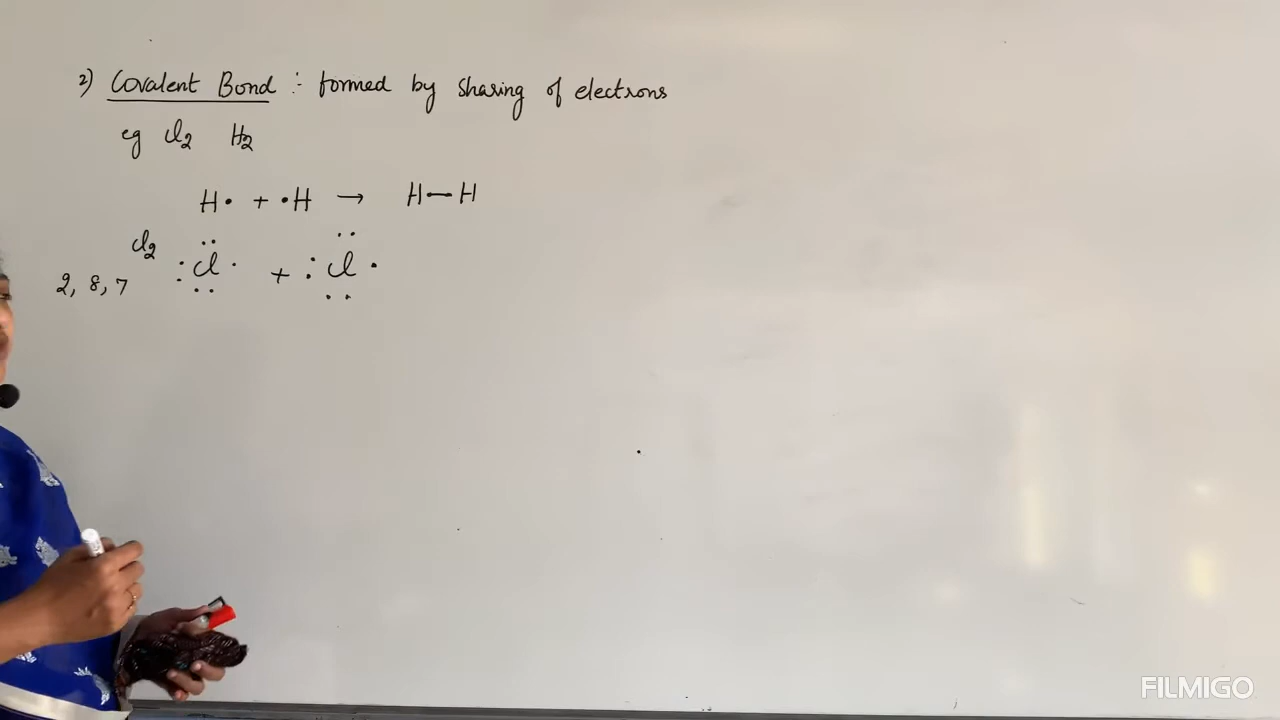 2) Covalent Bond :- formed by sharing of electrons
eg Cl2 H2
H• + •H → H—H
Cl2 :Cl· + :Cl·
2, 8, 7
FILMIGO